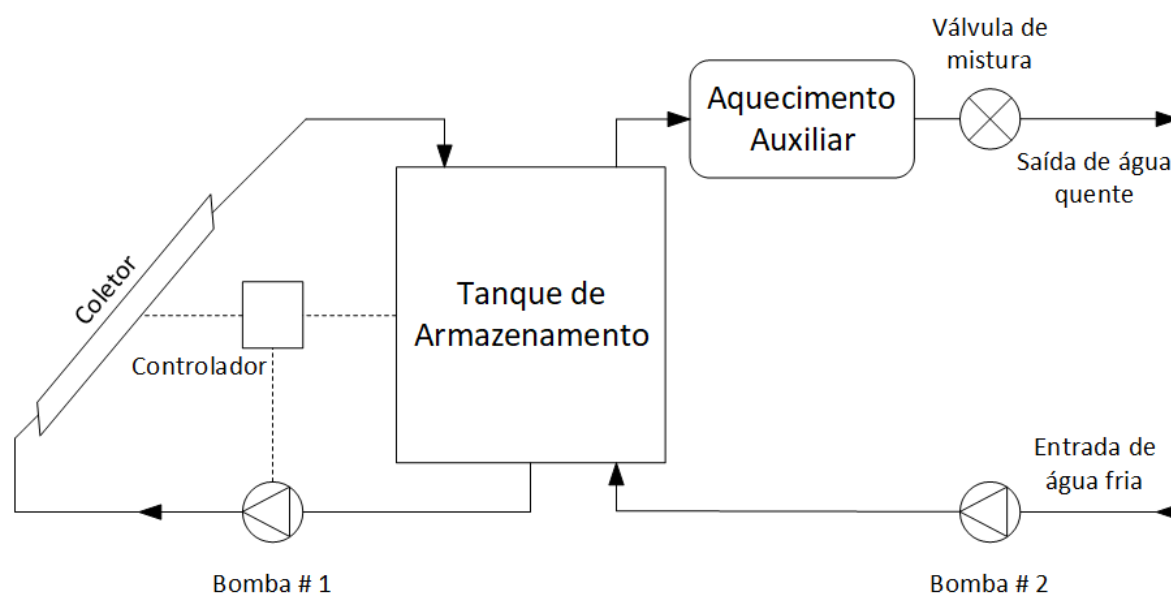 Válvula de
mistura
Aquecimento
Auxiliar
Saída de água
quente
Coletor
Tanque de
Armazenamento
Controlador
Entrada de
água fria
Bomba # 1
Bomba # 2